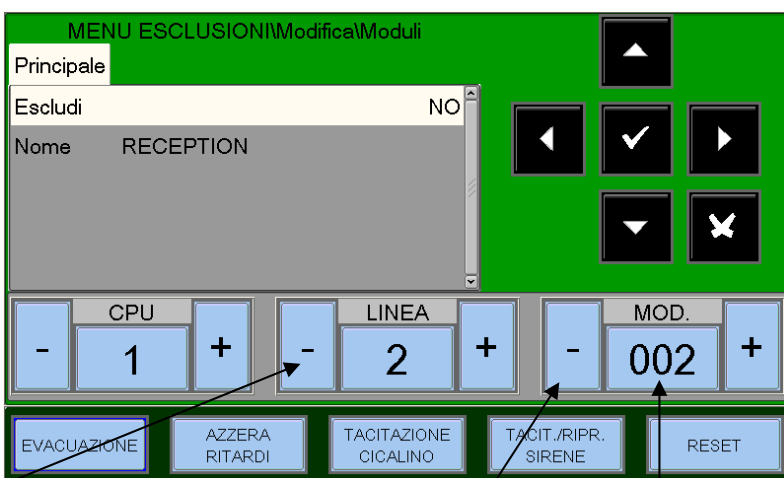 MENU ESCLUSIONI\Modifica\Moduli
Principale
Escludi NO
Nome RECEPTION
CPU LINEA MOD.
- 1 + - 2 + - 002 +
EVACUAZIONE
AZZERA
RITARDI
TACITAZIONE
CICALINO
TACIT./RIPR.
SIRENE
RESET